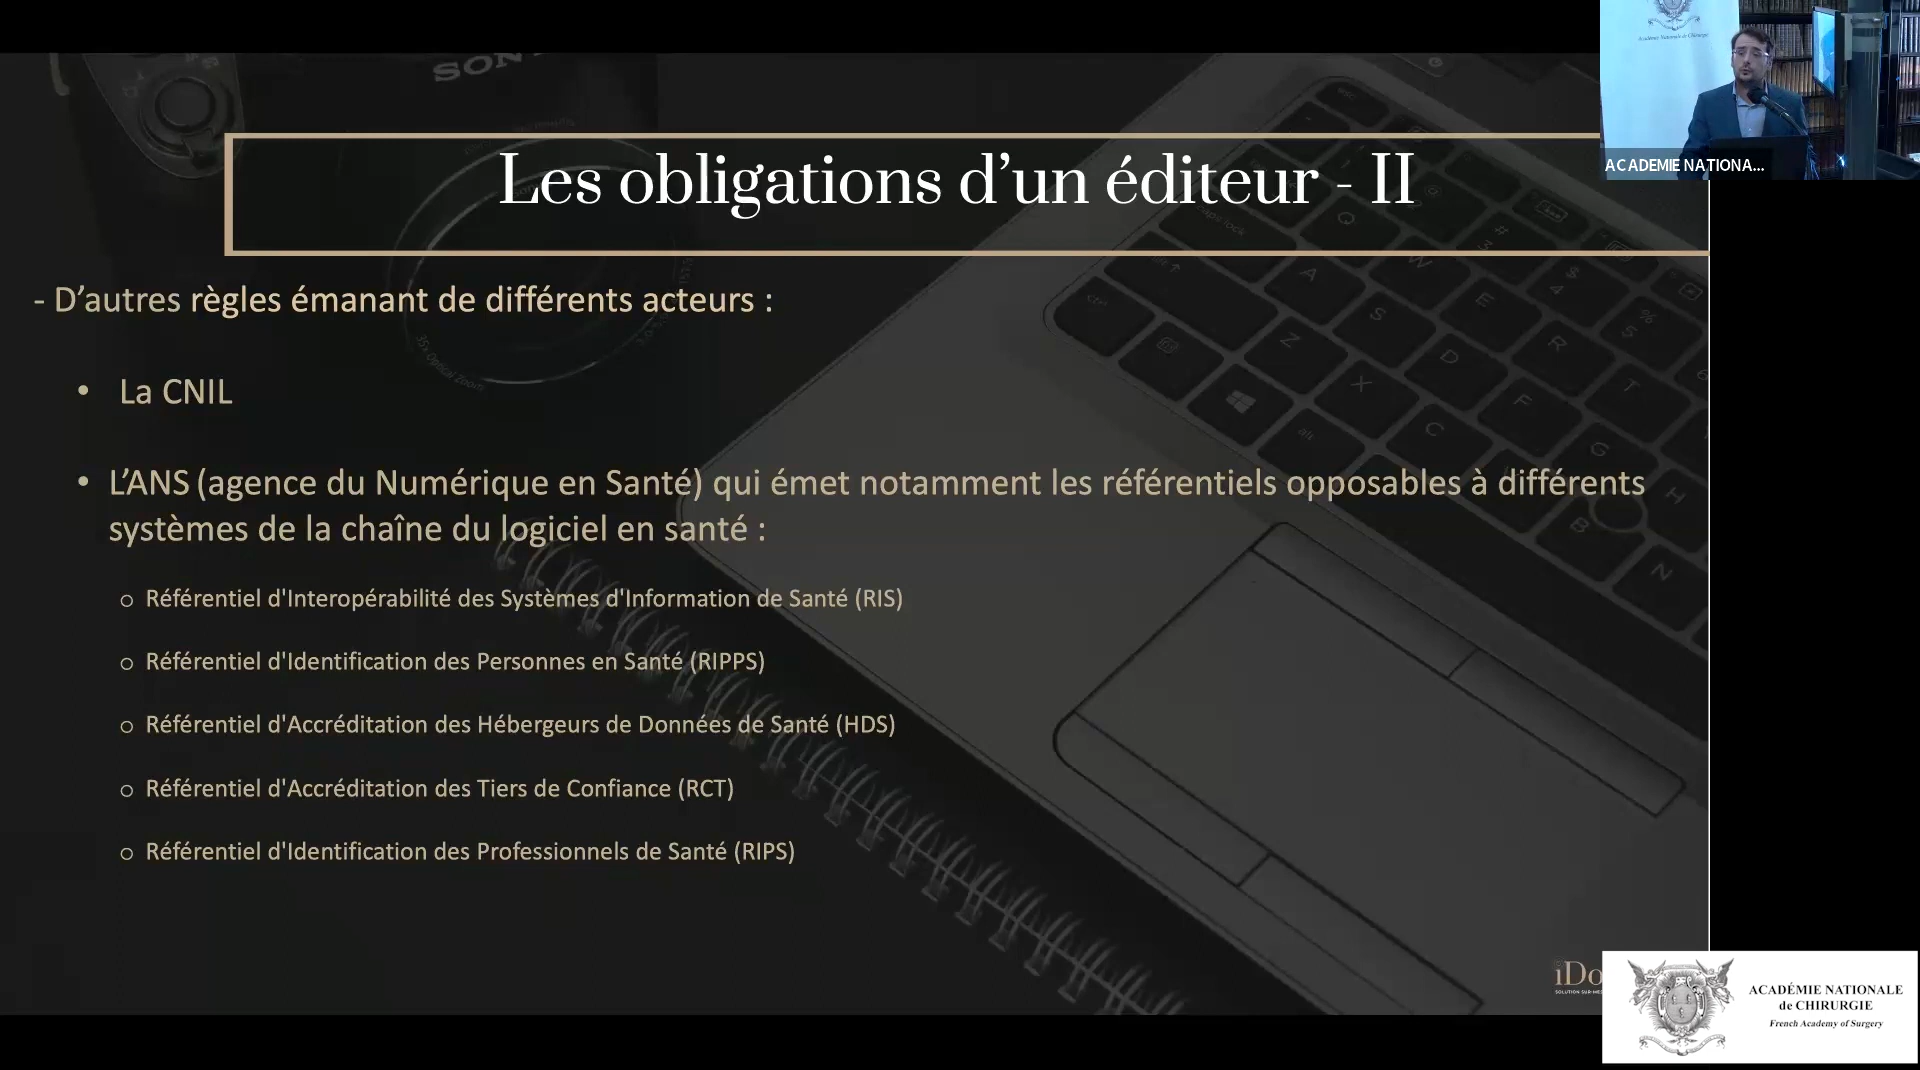 SONY
Les obligations d’un éditeur - II
ACADEMIE NATIONA...
- D’autres règles émanant de différents acteurs :
• La CNIL
• L’ANS (agence du Numérique en Santé) qui émet notamment les référentiels opposables à différents
systèmes de la chaîne du logiciel en santé :
o Référentiel d'Interopérabilité des Systèmes d'Information de Santé (RIS)
o Référentiel d'Identification des Personnes en Santé (RIPPS)
o Référentiel d'Accréditation des Hébergeurs de Données de Santé (HDS)
o Référentiel d'Accréditation des Tiers de Confiance (RCT)
o Référentiel d'Identification des Professionnels de Santé (RIPS)
iDo
ACADÉMIE NATIONALE
de CHIRURGIE
French Academy of Surgery